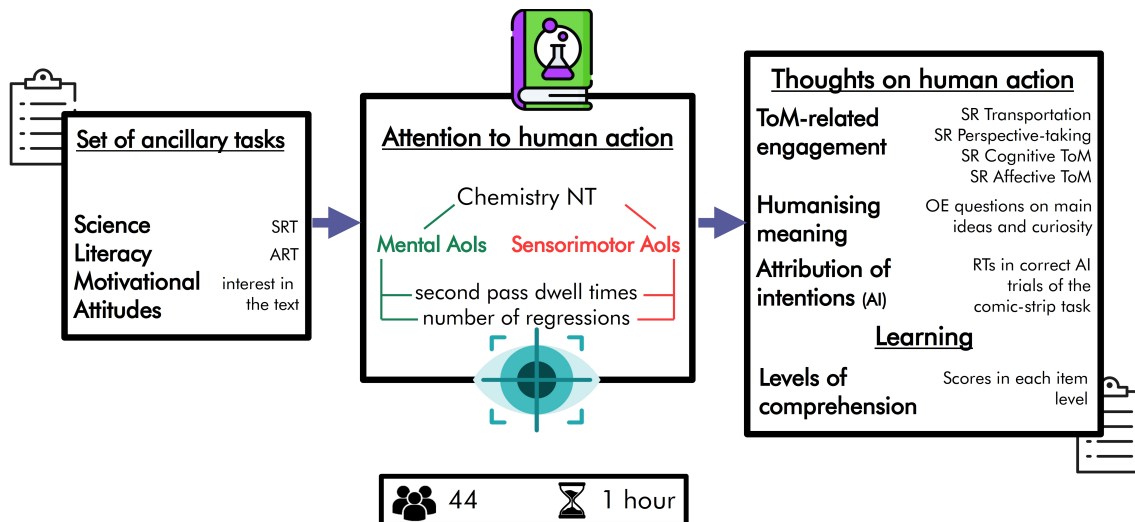 Set of ancillary tasks
Science SRT
Literacy ART
Motivational interest in
Attitudes the text
Attention to human action
Chemistry NT
Mental AoIs Sensorimotor AoIs
second pass dwell times
number of regressions
44 1 hour
Thoughts on human action
ToM-related
engagement
SR Transportation
SR Perspective-taking
SR Cognitive ToM
SR Affective ToM
Humanising
meaning
OE questions on main
ideas and curiosity
Attribution of
intentions (AI)
RTs in correct AI
trials of the
comic-strip task
Learning
Levels of
comprehension
Scores in each item
level